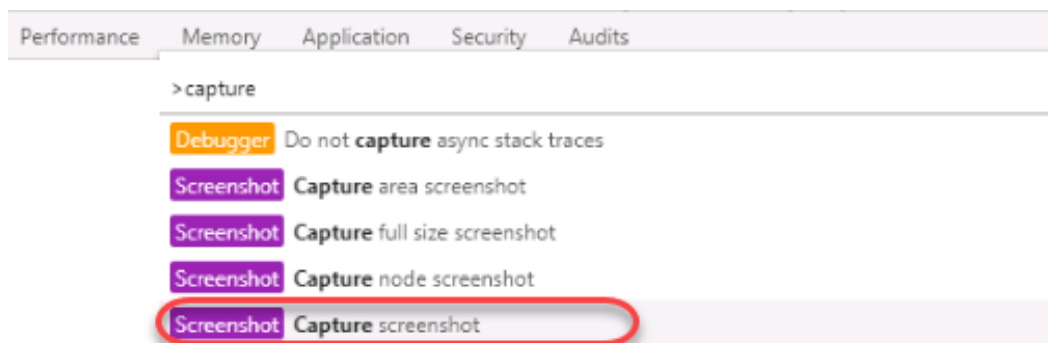 Performance Memory Application Security Audits
>capture
Debugger Do not capture async stack traces
Screenshot Capture area screenshot
Screenshot Capture full size screenshot
Screenshot Capture node screenshot
Screenshot Capture screenshot